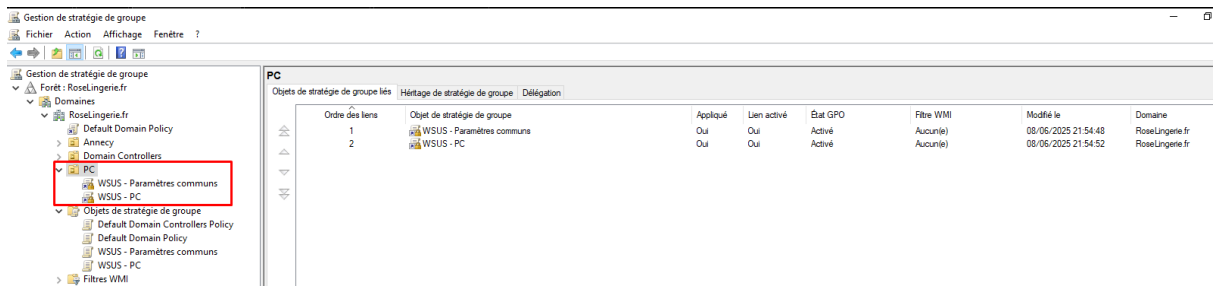 Gestion de stratégie de groupe
Fichier Action Affichage Fenêtre ?
Gestion de stratégie de groupe
Forêt : RoseLingerie.fr
Domaines
RoseLingerie.fr
Default Domain Policy
Annecy
Domain Controllers
PC
WSUS - Paramètres communs
WSUS - PC
Objets de stratégie de groupe
Default Domain Controllers Policy
Default Domain Policy
WSUS - Paramètres communs
WSUS - PC
Filtres WMI
PC
Objets de stratégie de groupe liés Héritage de stratégie de groupe Délégation
Ordre des liens Objet de stratégie de groupe Appliqué Lien activé État GPO Filtre WMI Modifié le Domaine
1 WSUS - Paramètres communs Oui Oui Activé Aucun(e) 08/06/2025 21:54:48 RoseLingerie.fr
2 WSUS - PC Oui Oui Activé Aucun(e) 08/06/2025 21:54:52 RoseLingerie.fr